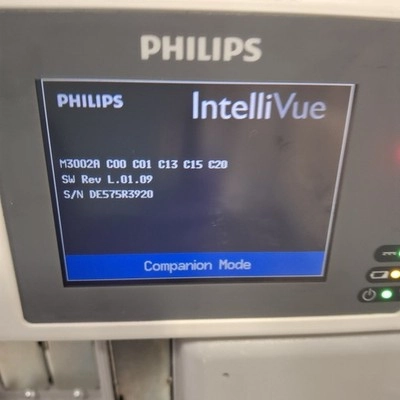 PHILIPS
PHILIPS IntelliVue
M3002A C00 C01 C13 C15 C20
SW Rev L.01.09
S/N DE575R3920
Companion Mode